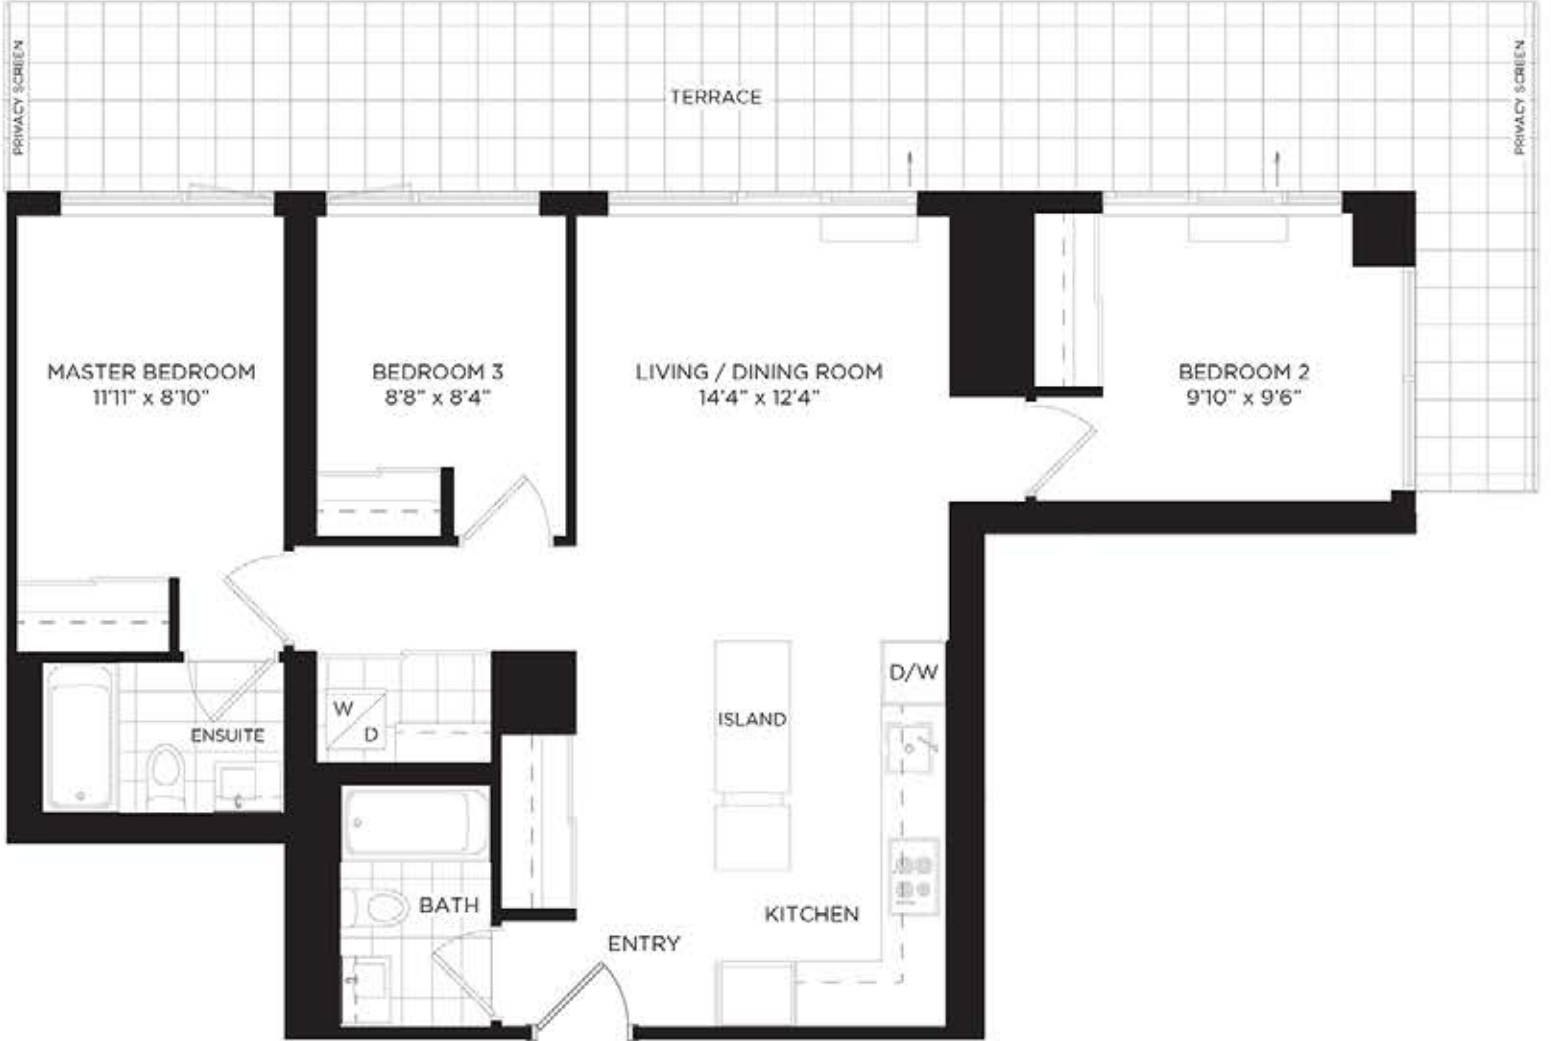 PRIVACY SCREEN
TERRACE
PRIVACY SCREEN
MASTER BEDROOM
11'11" x 8'10"
BEDROOM 3
8'8" x 8'4"
LIVING / DINING ROOM
14'4" x 12'4"
BEDROOM 2
9'10" x 9'6"
D/W
W
D
ENSUITE
ISLAND
BATH
KITCHEN
ENTRY